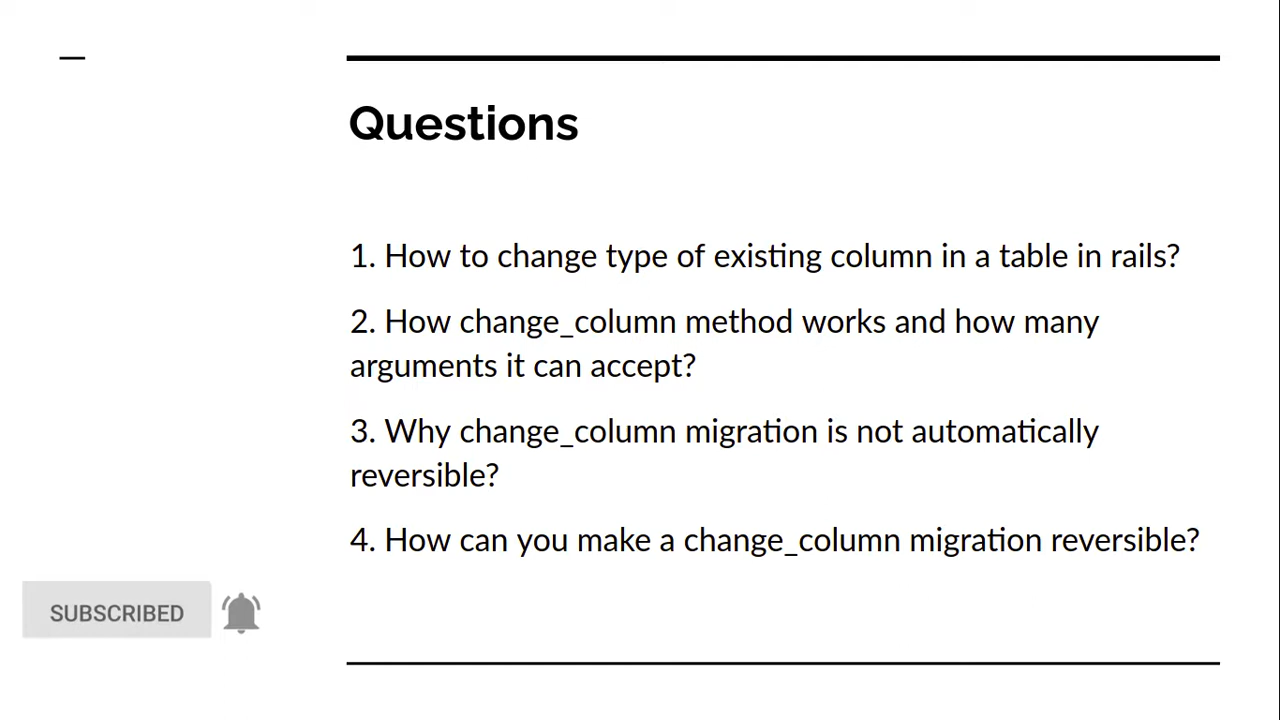 Questions
1. How to change type of existing column in a table in rails?
2. How change_column method works and how many
arguments it can accept?
3. Why change_column migration is not automatically
reversible?
4. How can you make a change_column migration reversible?
SUBSCRIBED